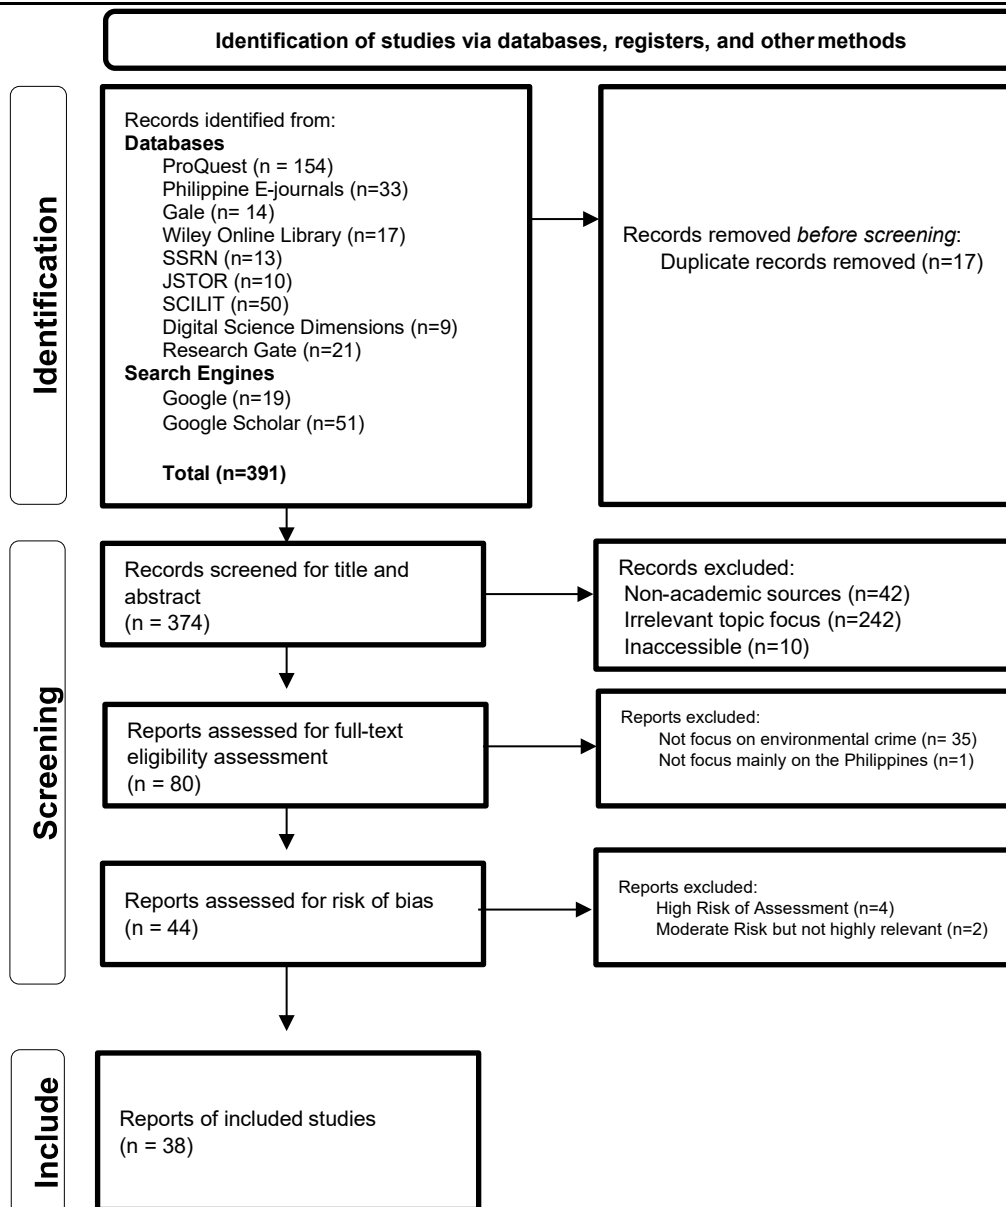 Identification of studies via databases, registers, and other methods
Identification
Records identified from:
Databases
ProQuest (n = 154)
Philippine E-journals (n=33)
Gale (n= 14)
Wiley Online Library (n=17)
SSRN (n=13)
JSTOR (n=10)
SCILIT (n=50)
Digital Science Dimensions (n=9)
Research Gate (n=21)
Search Engines
Google (n=19)
Google Scholar (n=51)
Total (n=391)
Records removed before screening:
Duplicate records removed (n=17)
Screening
Records screened for title and
abstract
(n = 374)
Records excluded:
Non-academic sources (n=42)
Irrelevant topic focus (n=242)
Inaccessible (n=10)
Reports assessed for full-text
eligibility assessment
(n = 80)
Reports excluded:
Not focus on environmental crime (n= 35)
Not focus mainly on the Philippines (n=1)
Reports assessed for risk of bias
(n = 44)
Reports excluded:
High Risk of Assessment (n=4)
Moderate Risk but not highly relevant (n=2)
Include
Reports of included studies
(n = 38)